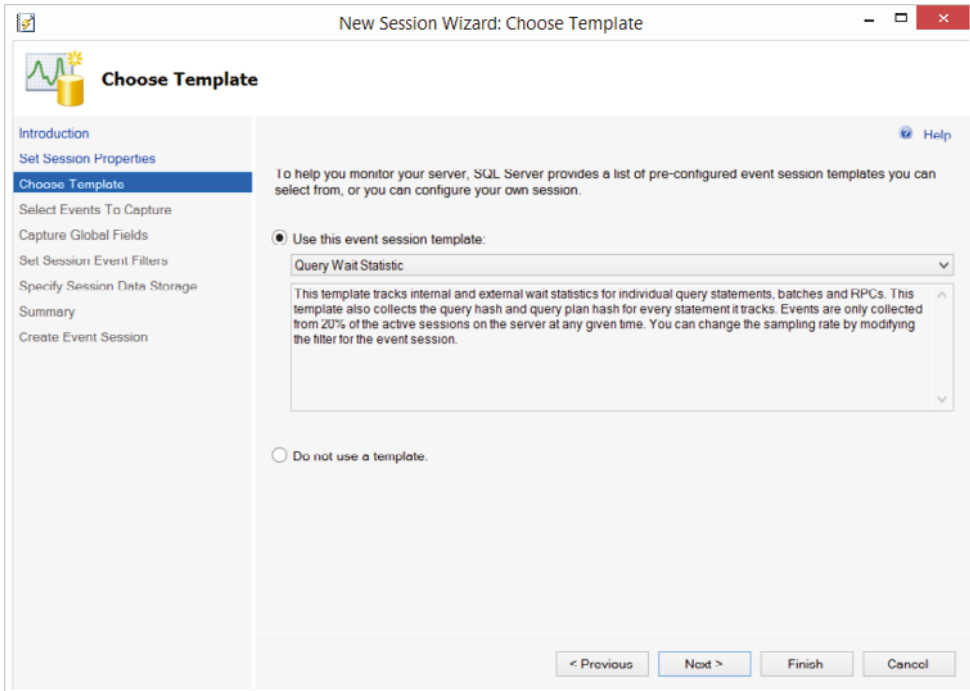 New Session Wizard: Choose Template
Choose Template
Introduction
Set Session Properties
Choose Template
Select Events To Capture
Capture Global Fields
Set Session Event Filters
Specify Session Data Storage
Summary
Create Event Session
Help
To help you monitor your server, SQL Server provides a list of pre-configured event session templates you can
select from, or you can configure your own session.
Use this event session template:
Query Wait Statistic
This template tracks internal and external wait statistics for individual query statements, batches and RPCs. This
template also collects the query hash and query plan hash for every statement it tracks. Events are only collected
from 20% of the active sessions on the server at any given time. You can change the sampling rate by modifying
the filter for the event session.
Do not use a template.
< Previous
Next >
Finish
Cancel